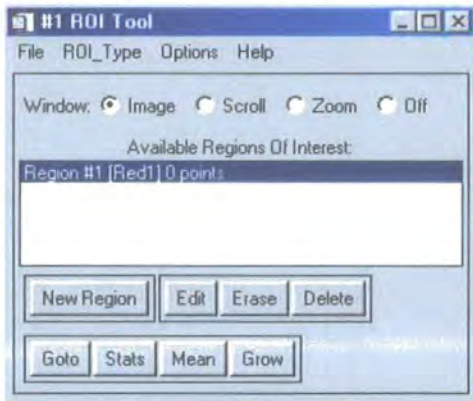 #1 ROI Tool
File ROI_Type Options Help
Window: Image Scroll Zoom Off
Available Regions Of Interest:
Region #1 [Red1] 0 points
New Region Edit Erase Delete
Goto Stats Mean Grow